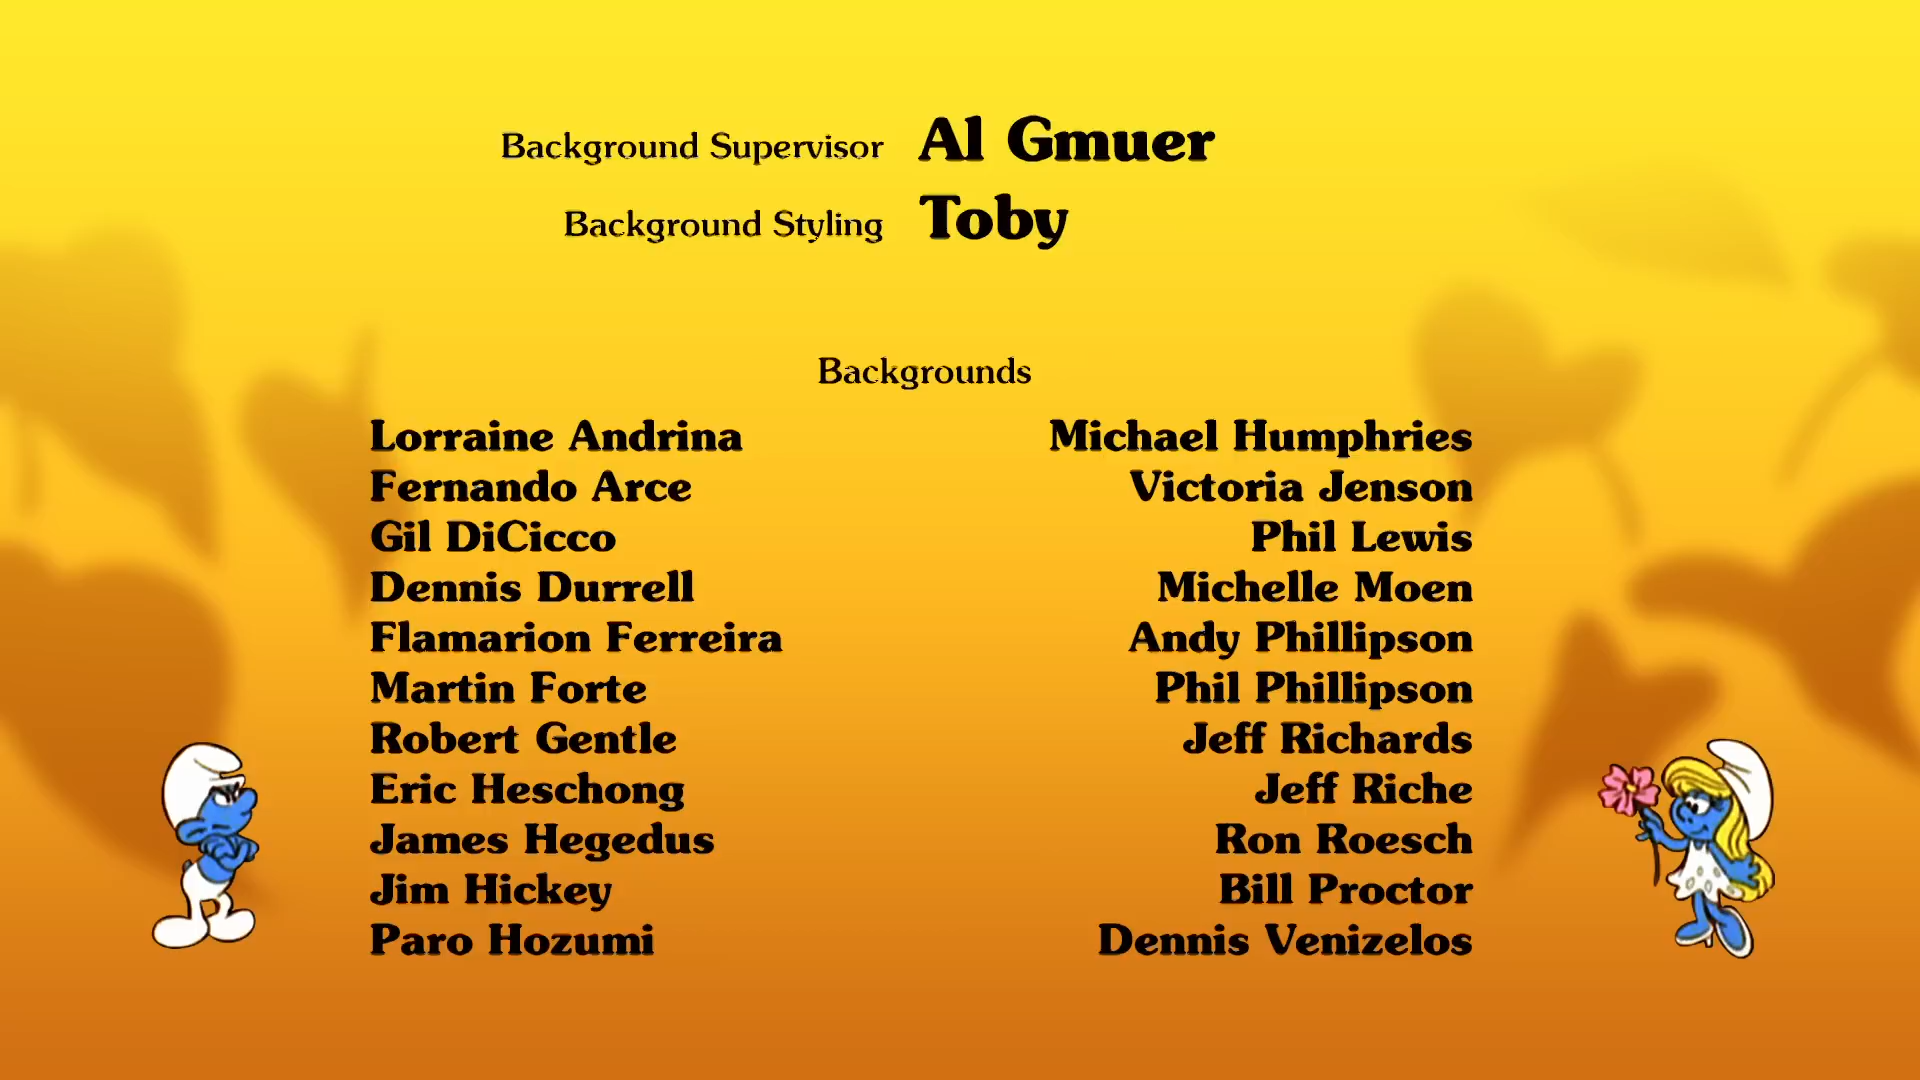 Background Supervisor Al Gmuer
Background Styling Toby
Backgrounds
Lorraine Andrina
Fernando Arce
Gil DiCicco
Dennis Durrell
Flamarion Ferreira
Martin Forte
Robert Gentle
Eric Heschong
James Hegedus
Jim Hickey
Paro Hozumi
Michael Humphries
Victoria Jenson
Phil Lewis
Michelle Moen
Andy Phillipson
Phil Phillipson
Jeff Richards
Jeff Riche
Ron Roesch
Bill Proctor
Dennis Venizelos